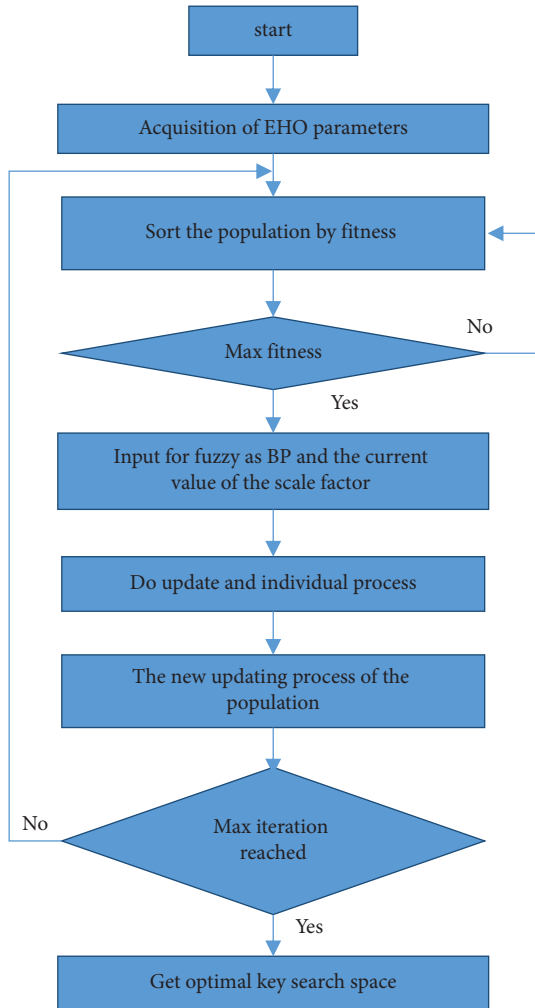 start
Acquisition of EHO parameters
Sort the population by fitness
Max fitness
No
Yes
Input for fuzzy as BP and the current
value of the scale factor
Do update and individual process
The new updating process of the
population
No
Max iteration
reached
Yes
Get optimal key search space